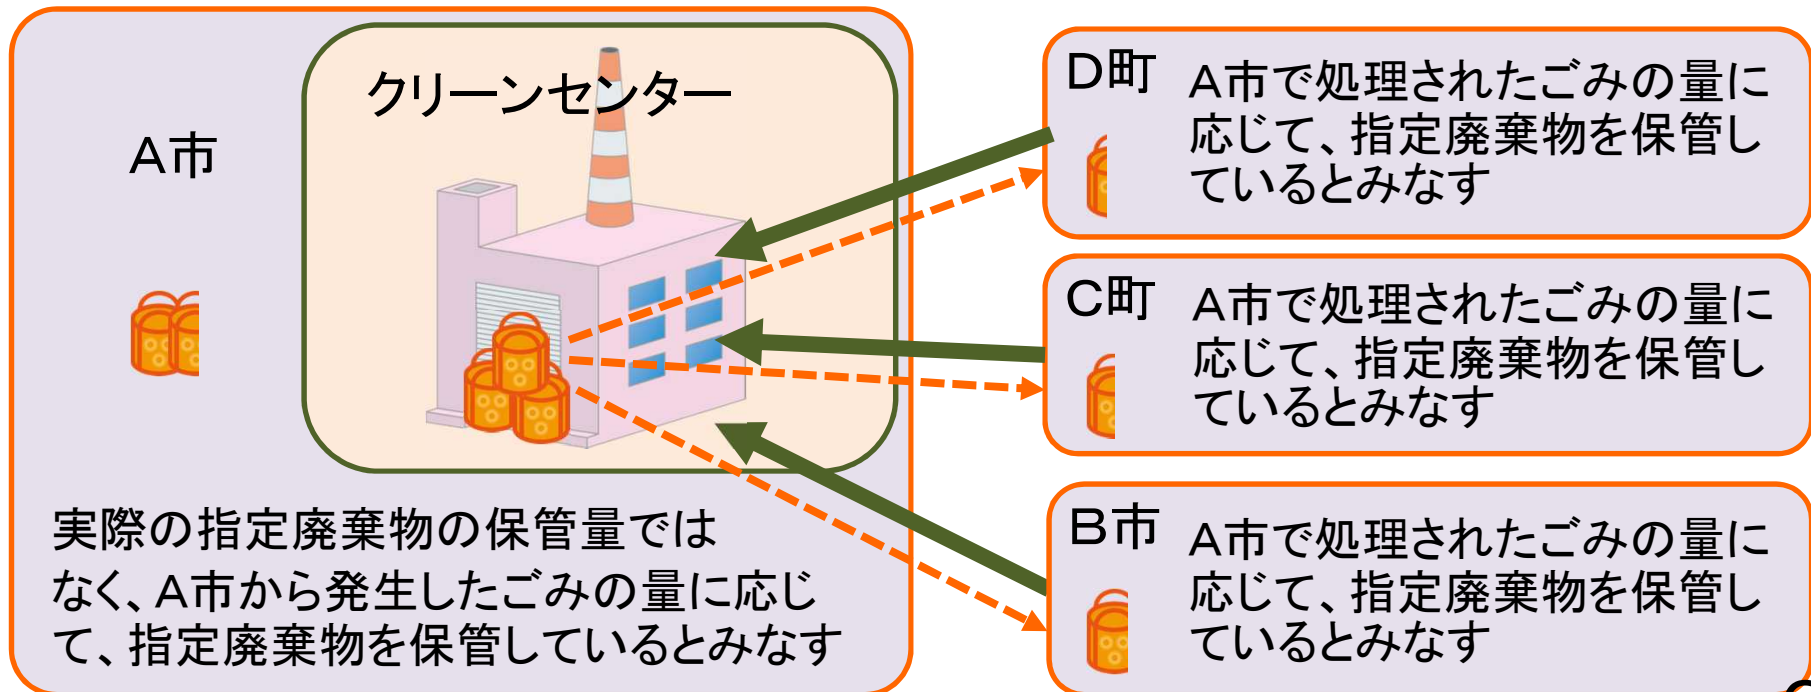 クリーンセンター
A市
実際の指定廃棄物の保管量では
なく、A市から発生したごみの量に応じ
て、指定廃棄物を保管しているとみなす
D町
A市で処理されたごみの量に
応じて、指定廃棄物を保管し
ているとみなす
C町
A市で処理されたごみの量に
応じて、指定廃棄物を保管し
ているとみなす
B市
A市で処理されたごみの量に
応じて、指定廃棄物を保管し
ているとみなす